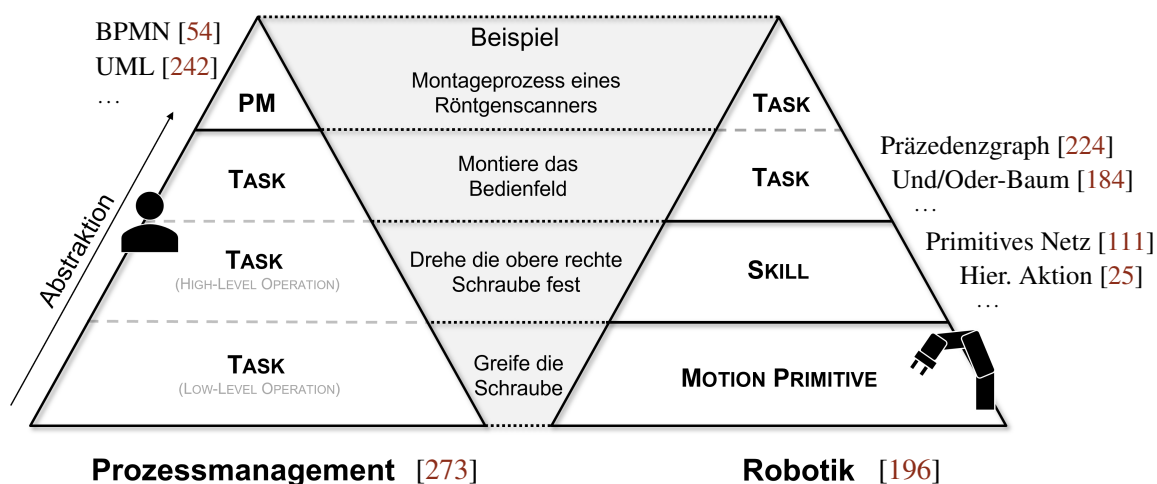 BPMN [54]
UML [242]
...
Abstraktion
PM
TASK
TASK
(HIGH-LEVEL OPERATION)
TASK
(LOW-LEVEL OPERATION)
Prozessmanagement [273]
Beispiel
Montageprozess eines
Röntgenscanners
Montiere das
Bedienfeld
Drehe die obere rechte
Schraube fest
Greife die
Schraube
TASK
TASK
SKILL
MOTION PRIMITIVE
Robotik [196]
Präzedenzgraph [224]
Und/Oder-Baum [184]
...
Primitives Netz [111]
Hier. Aktion [25]
...